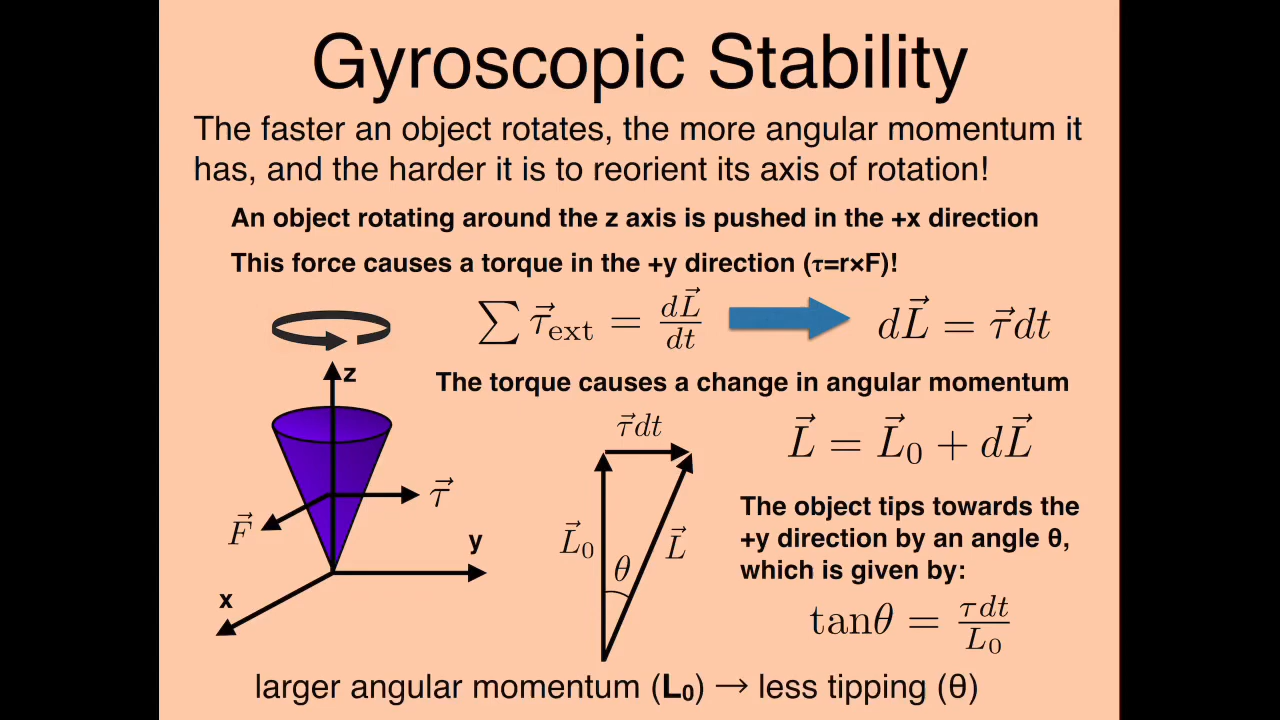 Gyroscopic Stability
The faster an object rotates, the more angular momentum it
has, and the harder it is to reorient its axis of rotation!
An object rotating around the z axis is pushed in the +x direction
This force causes a torque in the +y direction (τ=r×F)!
∑ τ⃗_ext = dL⃗/dt
dL⃗ = τ⃗dt
The torque causes a change in angular momentum
z
τ⃗
F⃗
y
x
τ⃗dt
L⃗₀
θ
L⃗
L⃗ = L⃗₀ + dL⃗
The object tips towards the
+y direction by an angle θ,
which is given by:
tanθ = τdt/L₀
larger angular momentum (L₀) → less tipping (θ)